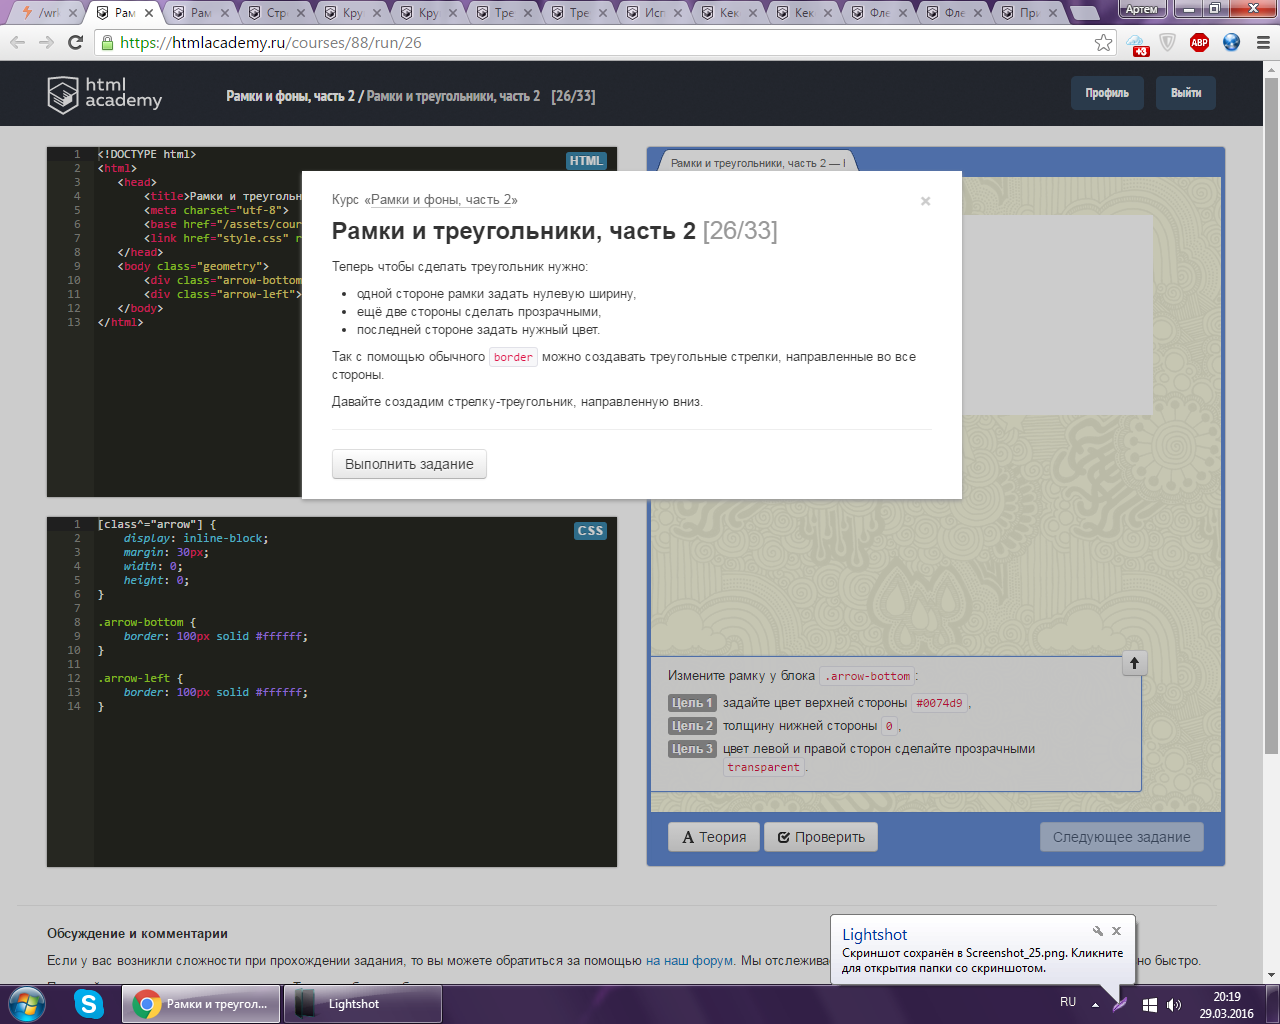 /wrk
Рам
Рам
Стр
Кру
Кру
Тре
Тре
Исп
Кек
Кек
Фле
Фле
При
Артем
https://htmlacademy.ru/courses/88/run/26
+3
ABP
html
academy
Рамки и фоны, часть 2 / Рамки и треугольники, часть 2 [26/33]
Профиль
Выйти
1 <!DOCTYPE html>
HTML
2 <html>
3 <head>
4 <title>Рамки и треугольн
5 <meta charset="utf-8">
6 <base href="/assets/cour
7 <link href="style.css" r
8 </head>
9 <body class="geometry">
10 <div class="arrow-bottom
11 <div class="arrow-left">
12 </body>
13 </html>
Рамки и треугольники, часть 2 —
Курс «Рамки и фоны, часть 2»
×
Рамки и треугольники, часть 2 [26/33]
Теперь чтобы сделать треугольник нужно:
• одной стороне рамки задать нулевую ширину,
• ещё две стороны сделать прозрачными,
• последней стороне задать нужный цвет.
Так с помощью обычного border можно создавать треугольные стрелки, направленные во все
стороны.
Давайте создадим стрелку-треугольник, направленную вниз.
Выполнить задание
1 [class^="arrow"] {
CSS
2 display: inline-block;
3 margin: 30px;
4 width: 0;
5 height: 0;
6 }
7
8 .arrow-bottom {
9 border: 100px solid #ffffff;
10 }
11
12 .arrow-left {
13 border: 100px solid #ffffff;
14 }
Измените рамку у блока .arrow-bottom:
Цель 1 задайте цвет верхней стороны #0074d9,
Цель 2 толщину нижней стороны 0,
Цель 3 цвет левой и правой сторон сделайте прозрачными
transparent.
Теория
Проверить
Следующее задание
Обсуждение и комментарии
Если у вас возникли сложности при прохождении задания, то вы можете обратиться за помощью на наш форум. Мы отслежива
но быстро.
Lightshot
Скриншот сохранён в Screenshot_25.png. Кликните
для открытия папки со скриншотом.
Рамки и треугол...
Lightshot
RU
20:19
29.03.2016